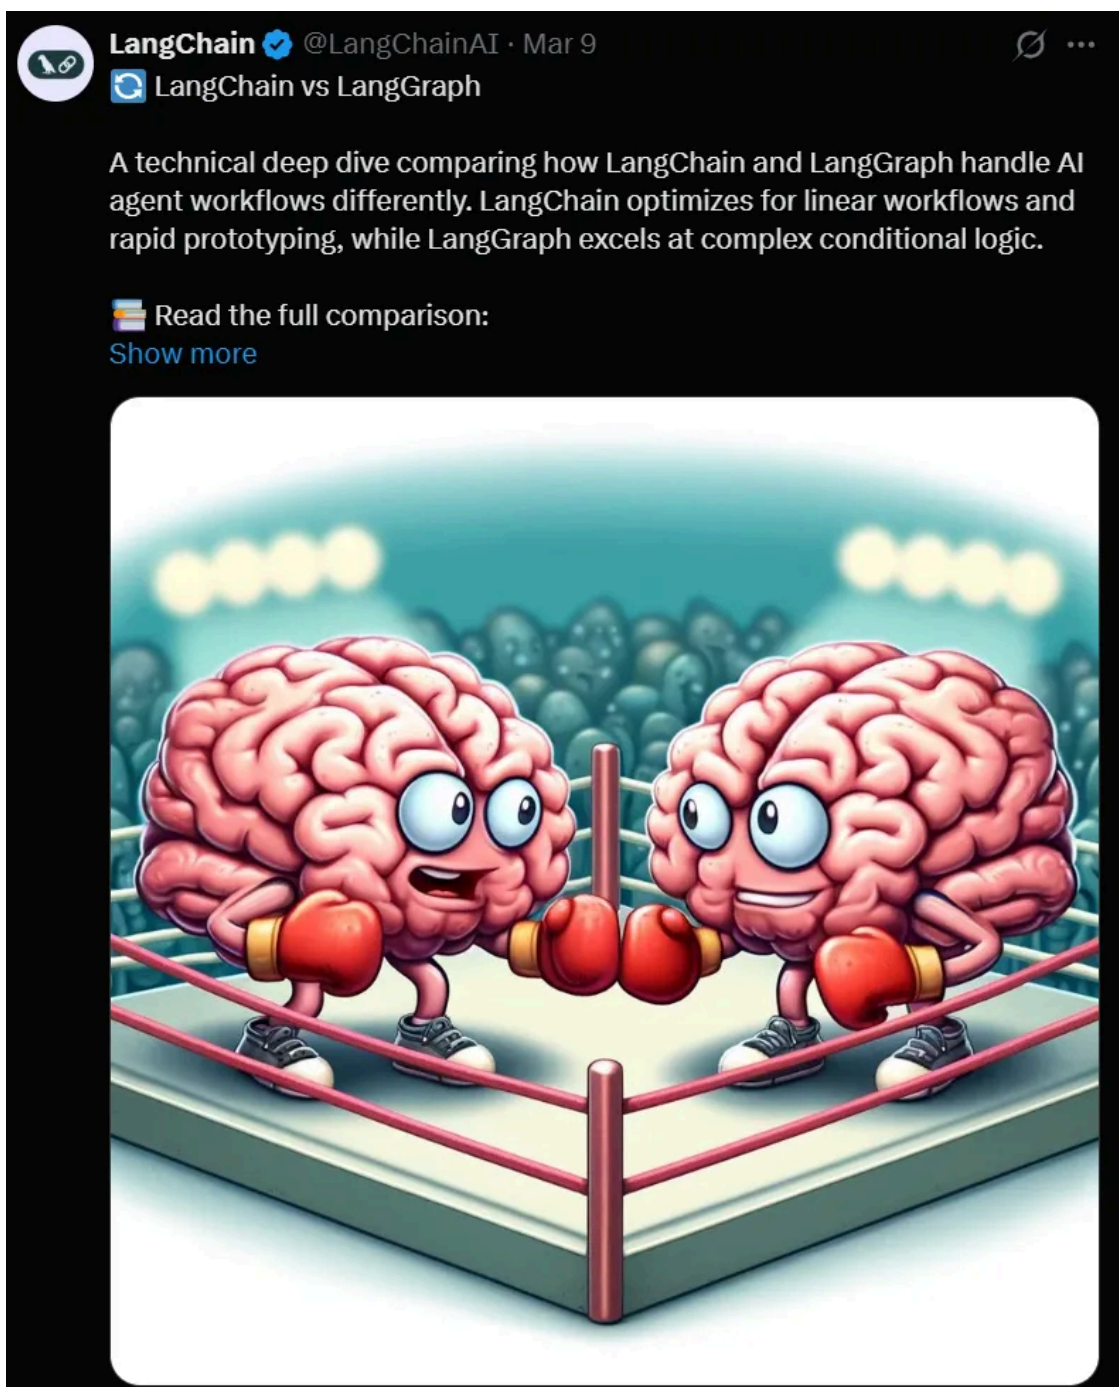 LangChain @LangChainAI · Mar 9
🔄 LangChain vs LangGraph
A technical deep dive comparing how LangChain and LangGraph handle AI
agent workflows differently. LangChain optimizes for linear workflows and
rapid prototyping, while LangGraph excels at complex conditional logic.
📚 Read the full comparison:
Show more